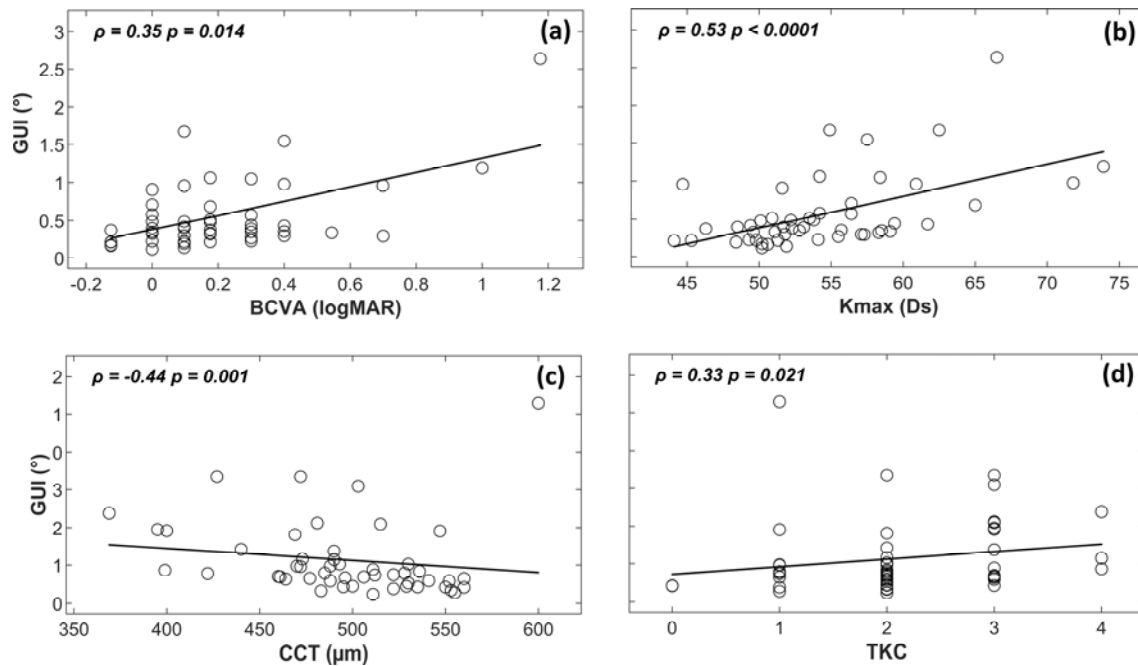 ρ = 0.35 p = 0.014
(a)
3
2.5
2
1.5
1
0.5
0
GUI (°)
-0.2 0 0.2 0.4 0.6 0.8 1 1.2
BCVA (logMAR)
ρ = 0.53 p < 0.0001
(b)
45 50 55 60 65 70 75
Kmax (Ds)
ρ = -0.44 p = 0.001
(c)
2
1
0
3
2
1
0
GUI (°)
350 400 450 500 550 600
CCT (μm)
ρ = 0.33 p = 0.021
(d)
0 1 2 3 4
TKC